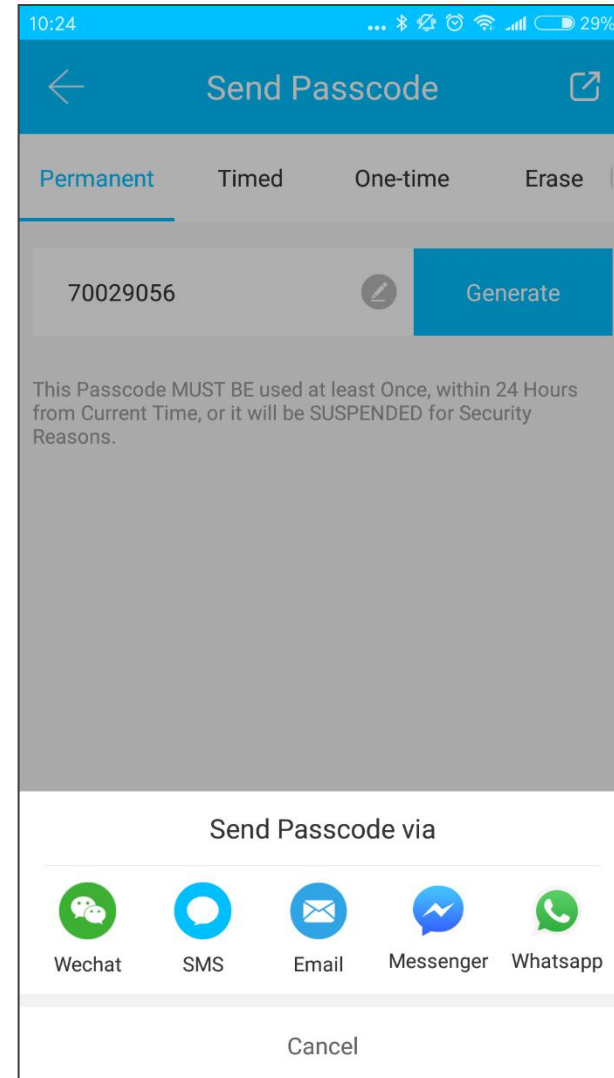 10:24 ... 29%
Send Passcode
Permanent Timed One-time Erase
70029056 Generate
This Passcode MUST BE used at least Once, within 24 Hours
from Current Time, or it will be SUSPENDED for Security
Reasons.
Send Passcode via
Wechat SMS Email Messenger Whatsapp
Cancel